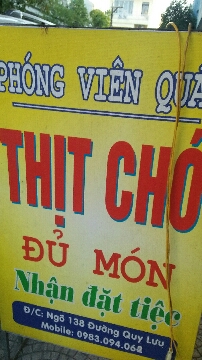 PHÓNG VIÊN QUÁ
THỊT CHÓ
ĐỦ MÓN
Nhận đặt tiệc
Đ/C: Ngõ 138 Đường Quy Lưu
Mobile: 0983.094.068